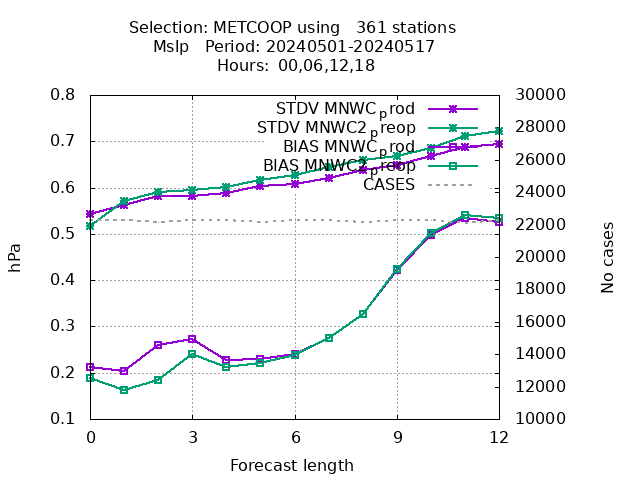 Selection: METCOOP using   361 stations
Mslp   Period: 20240501-20240517
Hours: 00,06,12,18
0.8
0.7
0.6
0.5
0.4
0.3
0.2
0.1
hPa
STDV MNWC_prod
STDV MNWC2_preop
BIAS MNWC_prod
BIAS MNWC2_preop
CASES
30000
28000
26000
24000
22000
20000
18000
16000
14000
12000
10000
No cases
0 3 6 9 12
Forecast length